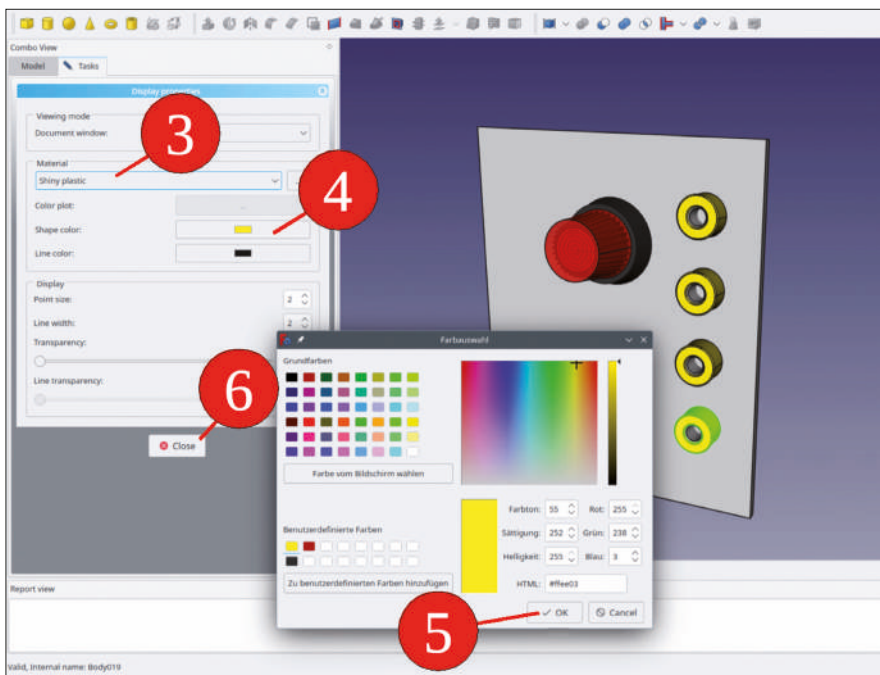 Combo View
Model Tasks
Display properties
Viewing mode
Document window:
3
Material
Shiny plastic
4
Color plot:
Shape color:
Line color:
Display
Point size: 2
Line width: 2
Transparency:
Line transparency:
6
Close
Farbauswahl
Grundfarben
Farbe vom Bildschirm wählen
Benutzerdefinierte Farben
Zu benutzerdefinierten Farben hinzufügen
Farbton: 55 Rot: 255
Sättigung: 252 Grün: 238
Helligkeit: 255 Blau: 3
HTML: #ffee03
OK Cancel
5
Report view
Valid, Internal name: Body019